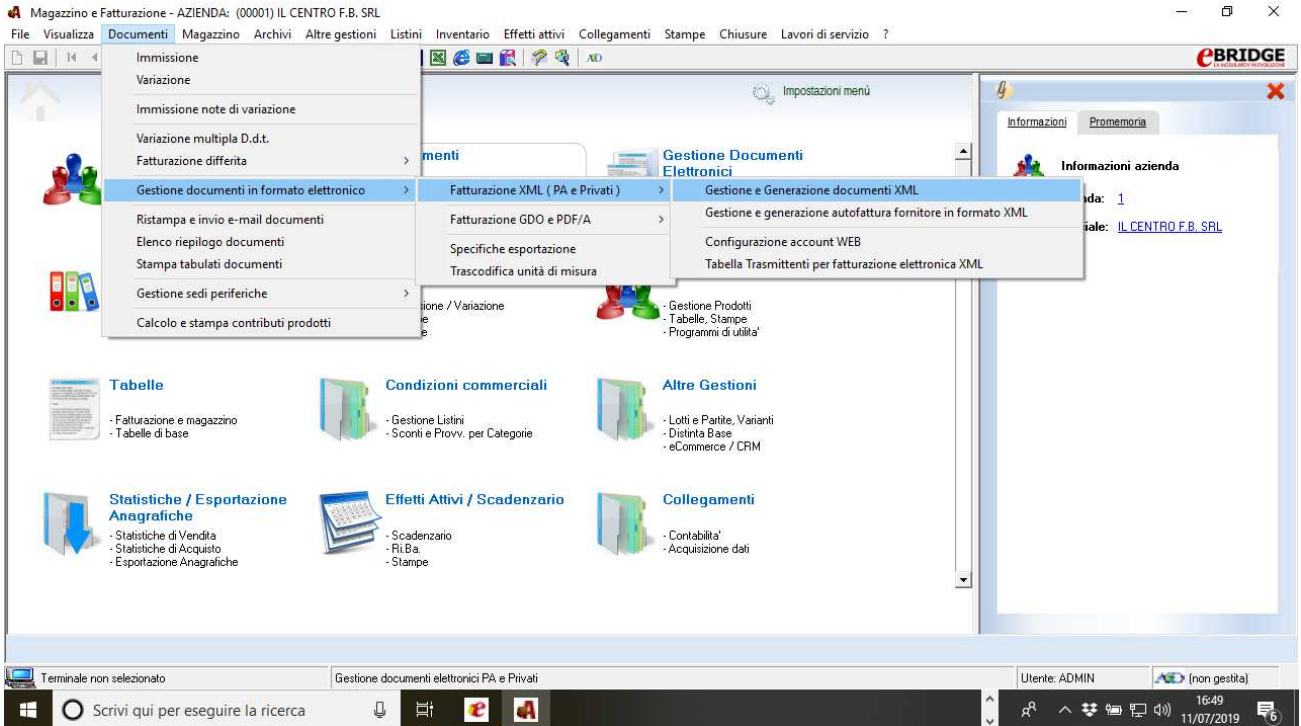 Magazzino e Fatturazione - AZIENDA: (00001) IL CENTRO F.B. SRL
File Visualizza Documenti Magazzino Archivi Altre gestioni Listini Inventario Effetti attivi Collegamenti Stampe Chiusure Lavori di servizio ?
eBRIDGE
Immissione
Variazione
Immissione note di variazione
Variazione multipla D.d.t.
Fatturazione differita
Gestione documenti in formato elettronico
Ristampa e invio e-mail documenti
Elenco riepilogo documenti
Stampa tabulati documenti
Gestione sedi periferiche
Calcolo e stampa contributi prodotti
Fatturazione XML ( PA e Privati )
Fatturazione GDO e PDF/A
Specifiche esportazione
Trascodifica unità di misura
Gestione e Generazione documenti XML
Gestione e generazione autofattura fornitore in formato XML
Configurazione account WEB
Tabella Trasmittenti per fatturazione elettronica XML
Impostazioni menù
menti
Gestione Documenti
Elettronici
ione / Variazione
- Gestione Prodotti
- Tabelle, Stampe
- Programmi di utilita'
Tabelle
- Fatturazione e magazzino
- Tabelle di base
Condizioni commerciali
- Gestione Listini
- Sconti e Provv. per Categorie
Altre Gestioni
- Lotti e Partite, Varianti
- Distinta Base
- eCommerce / CRM
Statistiche / Esportazione
Anagrafiche
- Statistiche di Vendita
- Statistiche di Acquisto
- Esportazione Anagrafiche
Effetti Attivi / Scadenzario
- Scadenzario
- Ri.Ba.
- Stampe
Collegamenti
- Contabilita'
- Acquisizione dati
Informazioni Promemoria
Informazioni azienda
nda: 1
iale: IL CENTRO F.B. SRL
Terminale non selezionato
Gestione documenti elettronici PA e Privati
Utente: ADMIN
(non gestita)
Scrivi qui per eseguire la ricerca
16:49
11/07/2019
6